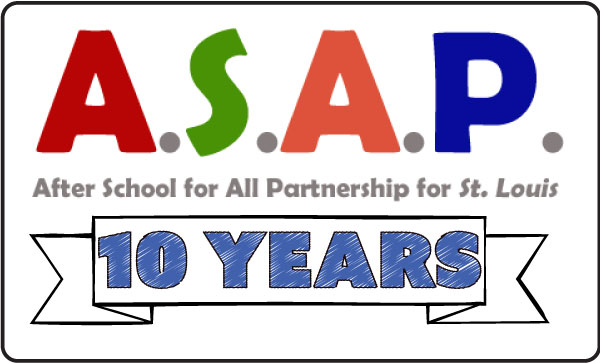 A.S.A.P.
After School for All Partnership for St. Louis
10 YEARS